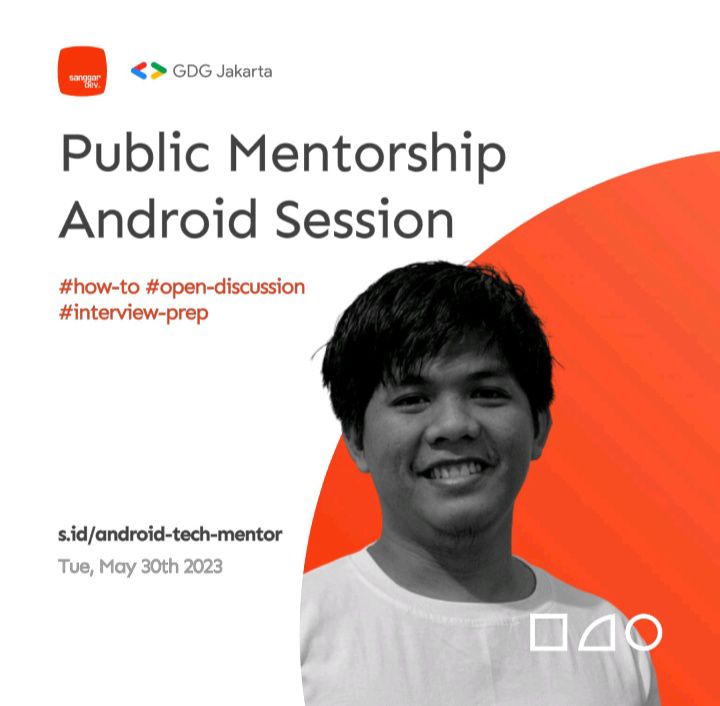 sanggar
dev.
GDG Jakarta
Public Mentorship
Android Session
#how-to #open-discussion
#interview-prep
s.id/android-tech-mentor
Tue, May 30th 2023